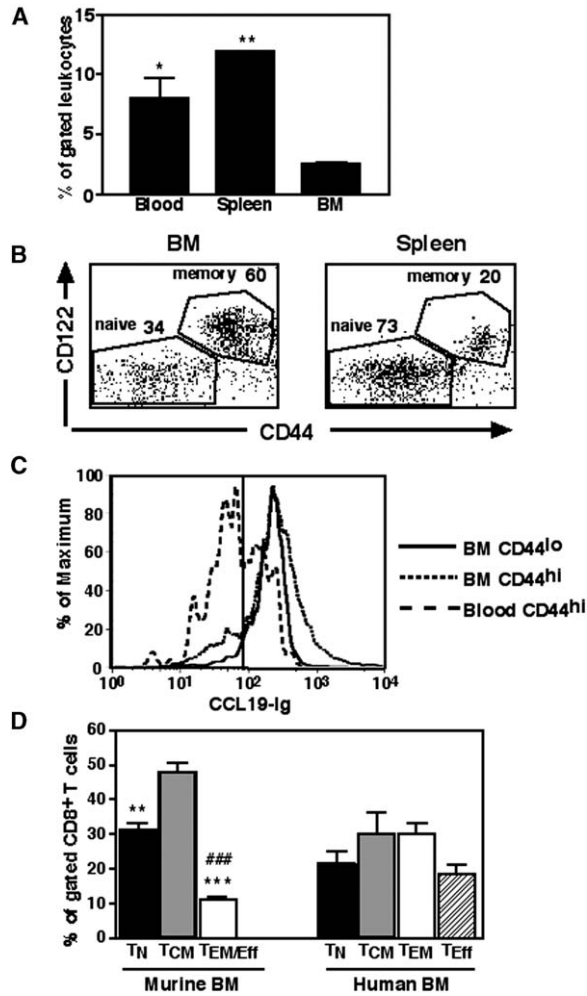 A
% of gated leukocytes
15
10
5
0
*
**
Blood Spleen BM
B
BM Spleen
CD122
memory 60
naive 34
memory 20
naive 73
CD44
C
% of Maximum
100
80
60
40
20
0
10⁰ 10¹ 10² 10³ 10⁴
CCL19-Ig
BM CD44lo
BM CD44hi
Blood CD44hi
D
% of gated CD8+ T cells
60
50
40
30
20
10
0
**
###
***
TN TCM TEM/Eff TN TCM TEM TEff
Murine BM Human BM